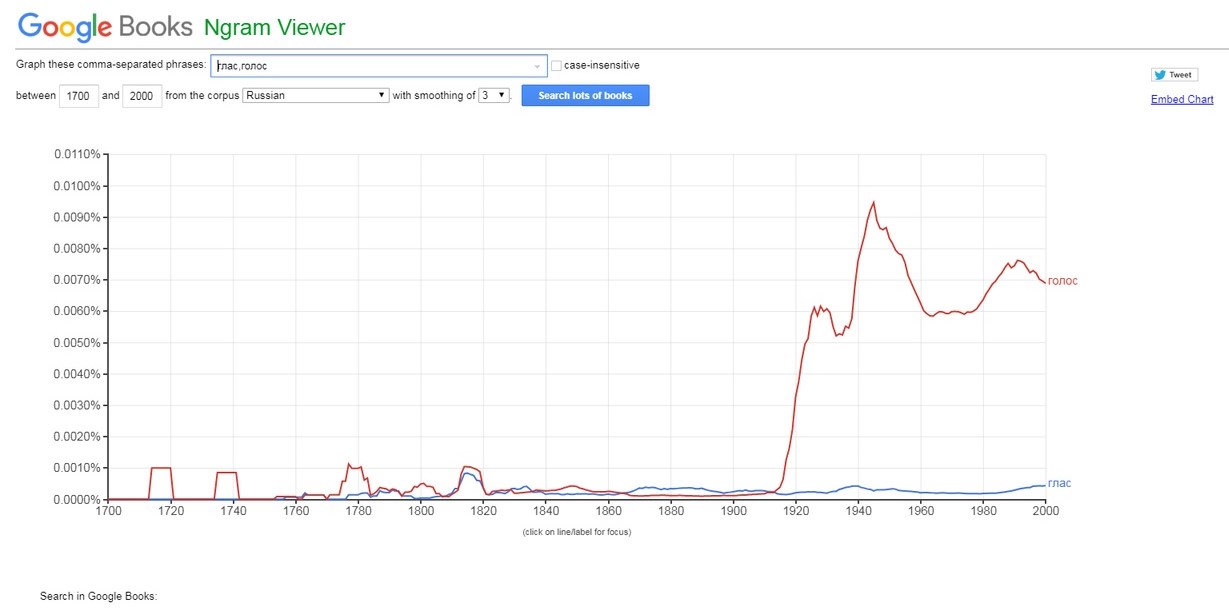 Google Books Ngram Viewer
Graph these comma-separated phrases: глас,голос case-insensitive
Tweet
between 1700 and 2000 from the corpus Russian with smoothing of 3. Search lots of books
Embed Chart
0.0110%
0.0100%
0.0090%
0.0080%
0.0070%
голос
0.0060%
0.0050%
0.0040%
0.0030%
0.0020%
0.0010%
глас
0.0000%
1700 1720 1740 1760 1780 1800 1820 1840 1860 1880 1900 1920 1940 1960 1980 2000
(click on line/label for focus)
Search in Google Books: